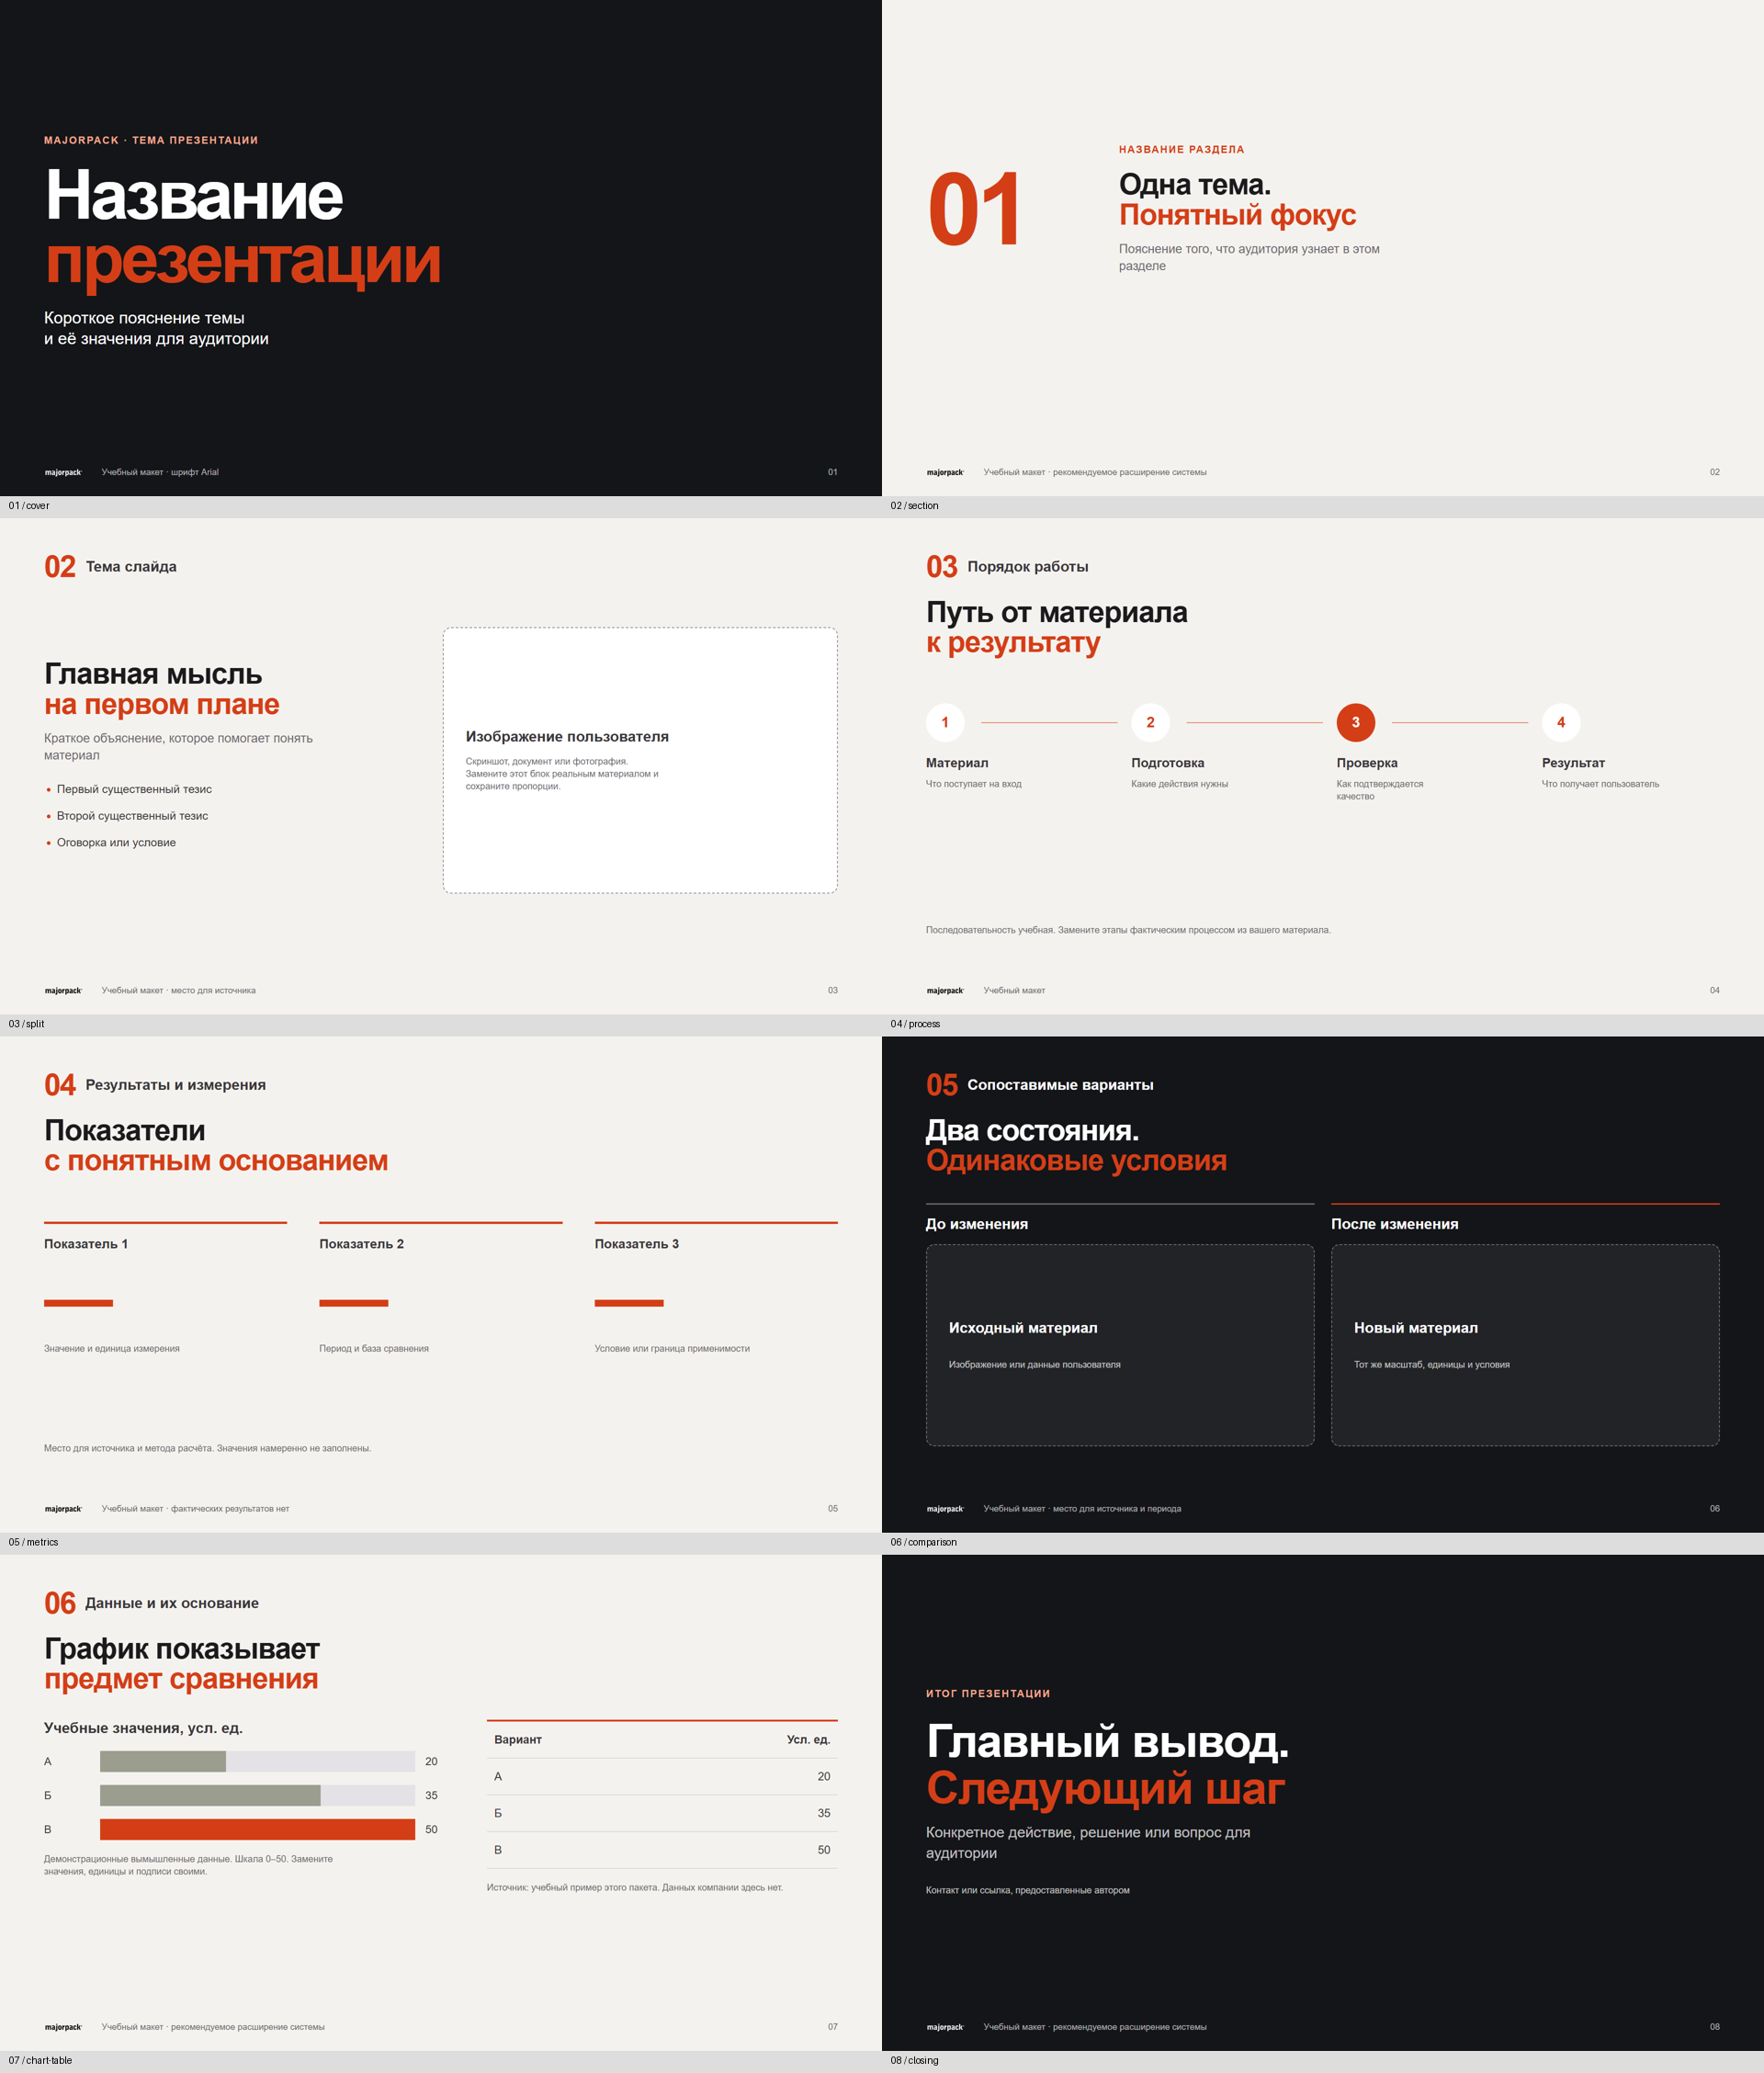 MAJORPACK · ТЕМА ПРЕЗЕНТАЦИИ
Название
презентации
Короткое пояснение темы
и её значения для аудитории
majorpack Учебный макет · шрифт Arial 01
01 / cover
НАЗВАНИЕ РАЗДЕЛА
01
Одна тема.
Понятный фокус
Пояснение того, что аудитория узнает в этом
разделе
majorpack Учебный макет · рекомендуемое расширение системы 02
02 / section
02 Тема слайда
Главная мысль
на первом плане
Краткое объяснение, которое помогает понять
материал
• Первый существенный тезис
• Второй существенный тезис
• Оговорка или условие
Изображение пользователя
Скриншот, документ или фотография.
Замените этот блок реальным материалом и
сохраните пропорции.
majorpack Учебный макет · место для источника 03
03 / split
03 Порядок работы
Путь от материала
к результату
1 2 3 4
Материал Подготовка Проверка Результат
Что поступает на вход Какие действия нужны Как подтверждается Что получает пользователь
качество
Последовательность учебная. Замените этапы фактическим процессом из вашего материала.
majorpack Учебный макет 04
04 / process
04 Результаты и измерения
Показатели
с понятным основанием
Показатель 1 Показатель 2 Показатель 3
Значение и единица измерения Период и база сравнения Условие или граница применимости
Место для источника и метода расчёта. Значения намеренно не заполнены.
majorpack Учебный макет · фактических результатов нет 05
05 / metrics
05 Сопоставимые варианты
Два состояния.
Одинаковые условия
До изменения После изменения
Исходный материал Новый материал
Изображение или данные пользователя Тот же масштаб, единицы и условия
majorpack Учебный макет · место для источника и периода 06
06 / comparison
06 Данные и их основание
График показывает
предмет сравнения
Учебные значения, усл. ед.
А 20
Б 35
В 50
Демонстрационные вымышленные данные. Шкала 0–50. Замените
значения, единицы и подписи своими.
Вариант Усл. ед.
А 20
Б 35
В 50
Источник: учебный пример этого пакета. Данных компании здесь нет.
majorpack Учебный макет · рекомендуемое расширение системы 07
07 / chart-table
ИТОГ ПРЕЗЕНТАЦИИ
Главный вывод.
Следующий шаг
Конкретное действие, решение или вопрос для
аудитории
Контакт или ссылка, предоставленные автором
majorpack Учебный макет · рекомендуемое расширение системы 08
08 / closing